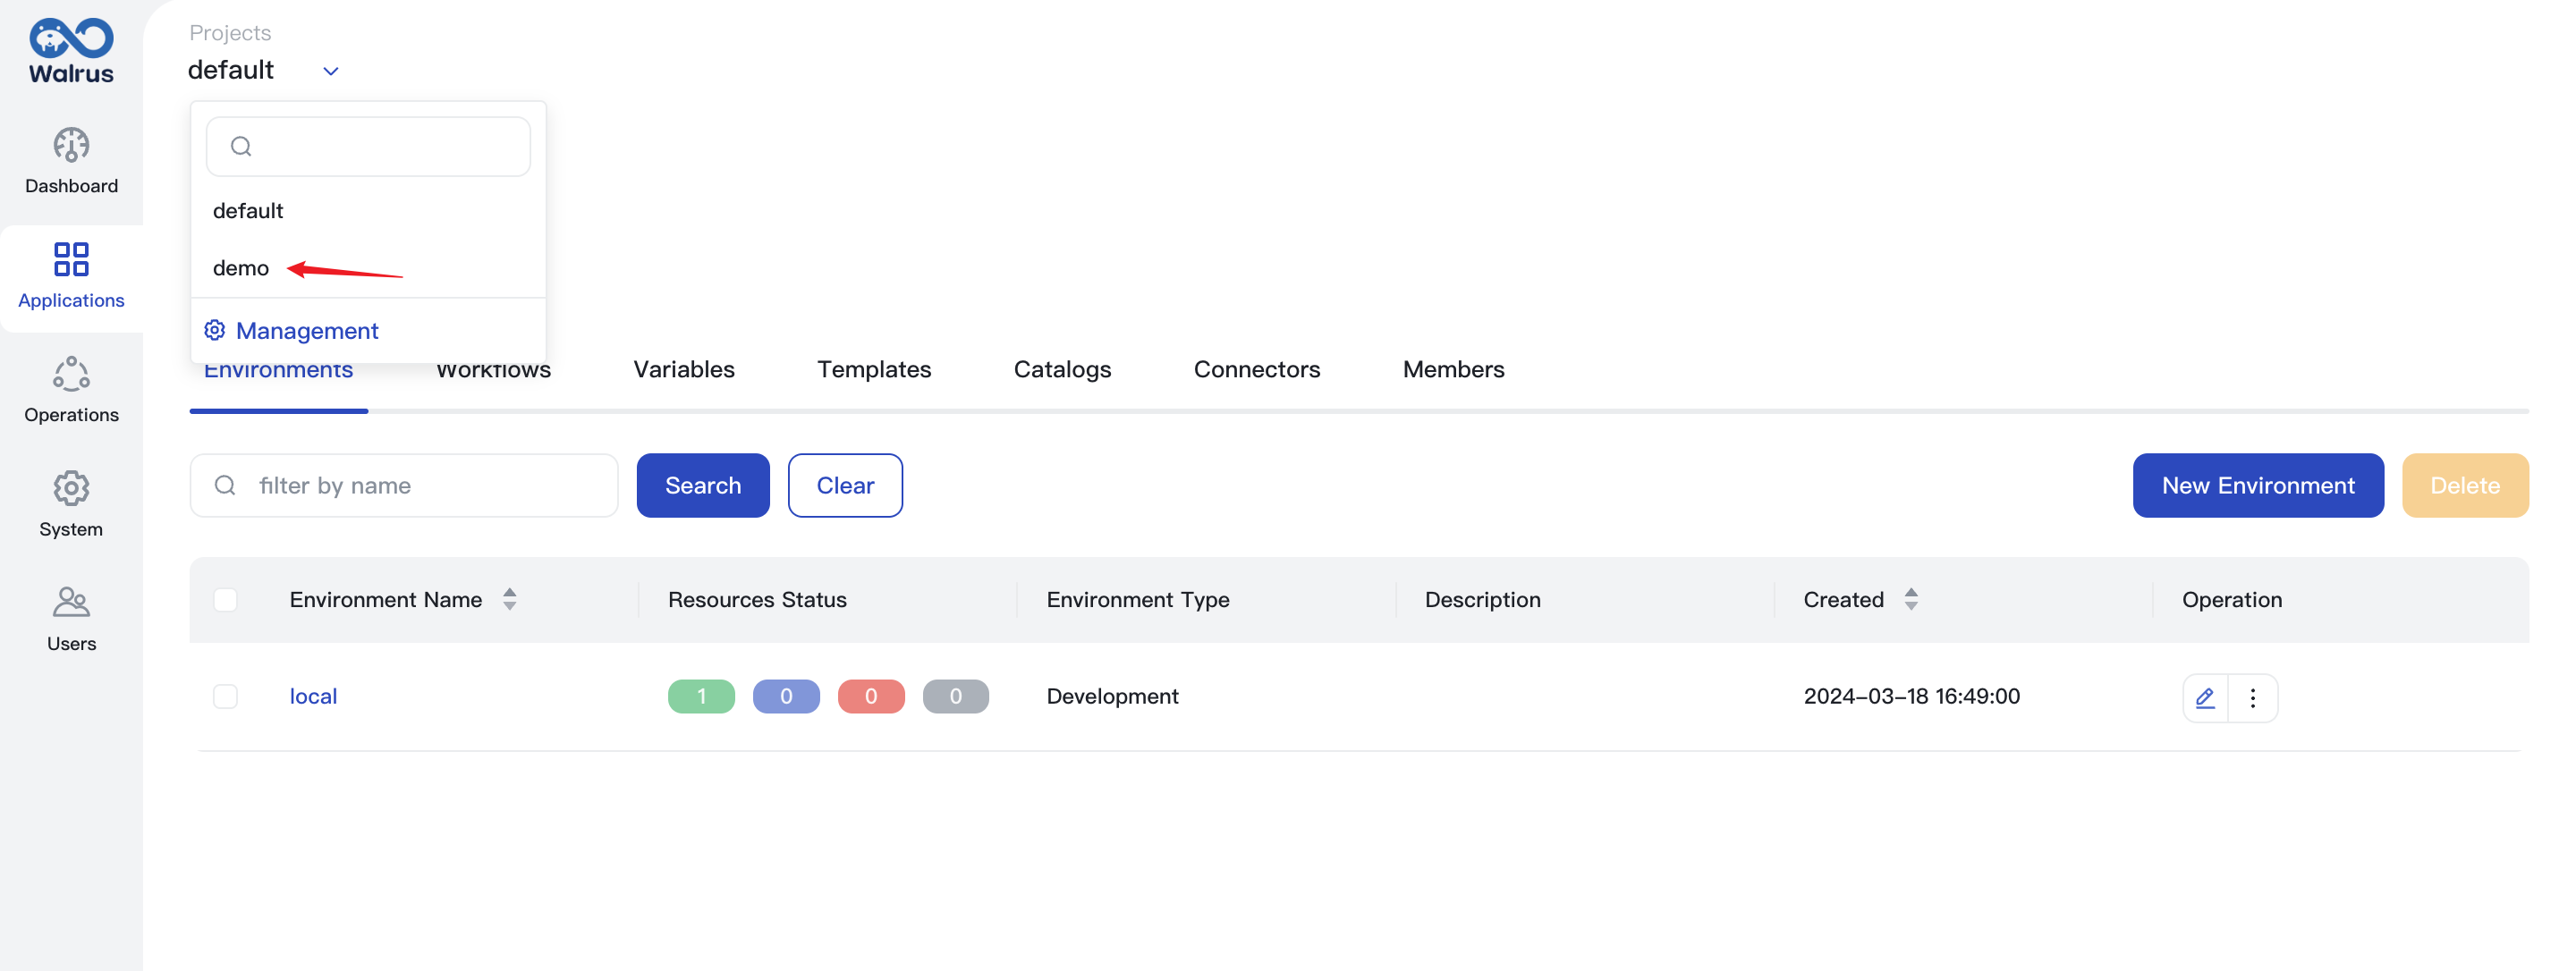 Walrus
Dashboard
Applications
Operations
System
Users
Projects
default
default
demo
Management
Environments
Workflows
Variables
Templates
Catalogs
Connectors
Members
filter by name
Search
Clear
New Environment
Delete
Environment Name
Resources Status
Environment Type
Description
Created
Operation
local
1
0
0
0
Development
2024-03-18 16:49:00